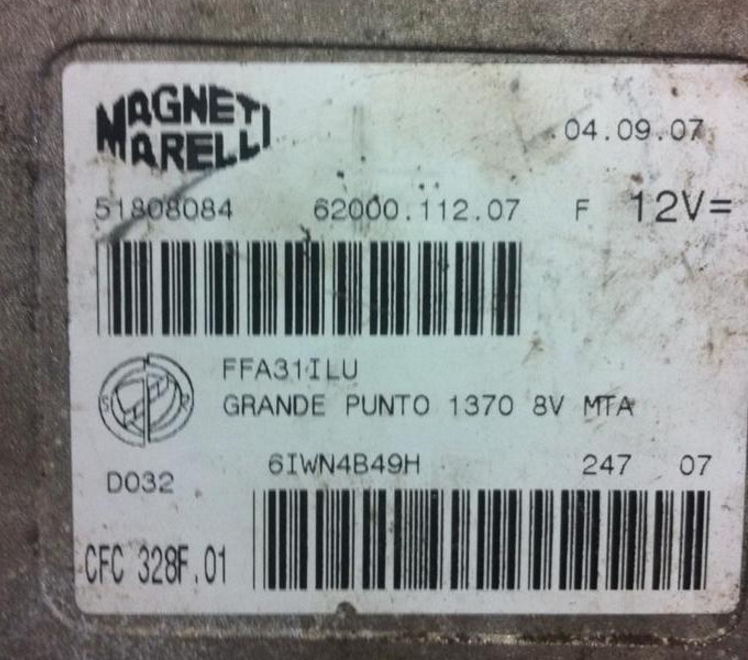 MAGNETI
MARELLI
04.09.07
51808084 62000.112.07 F 12V=
FFA31ILU
GRANDE PUNTO 1370 8V MTA
6IWN4B49H 247 07
D032
CFC 328F.01